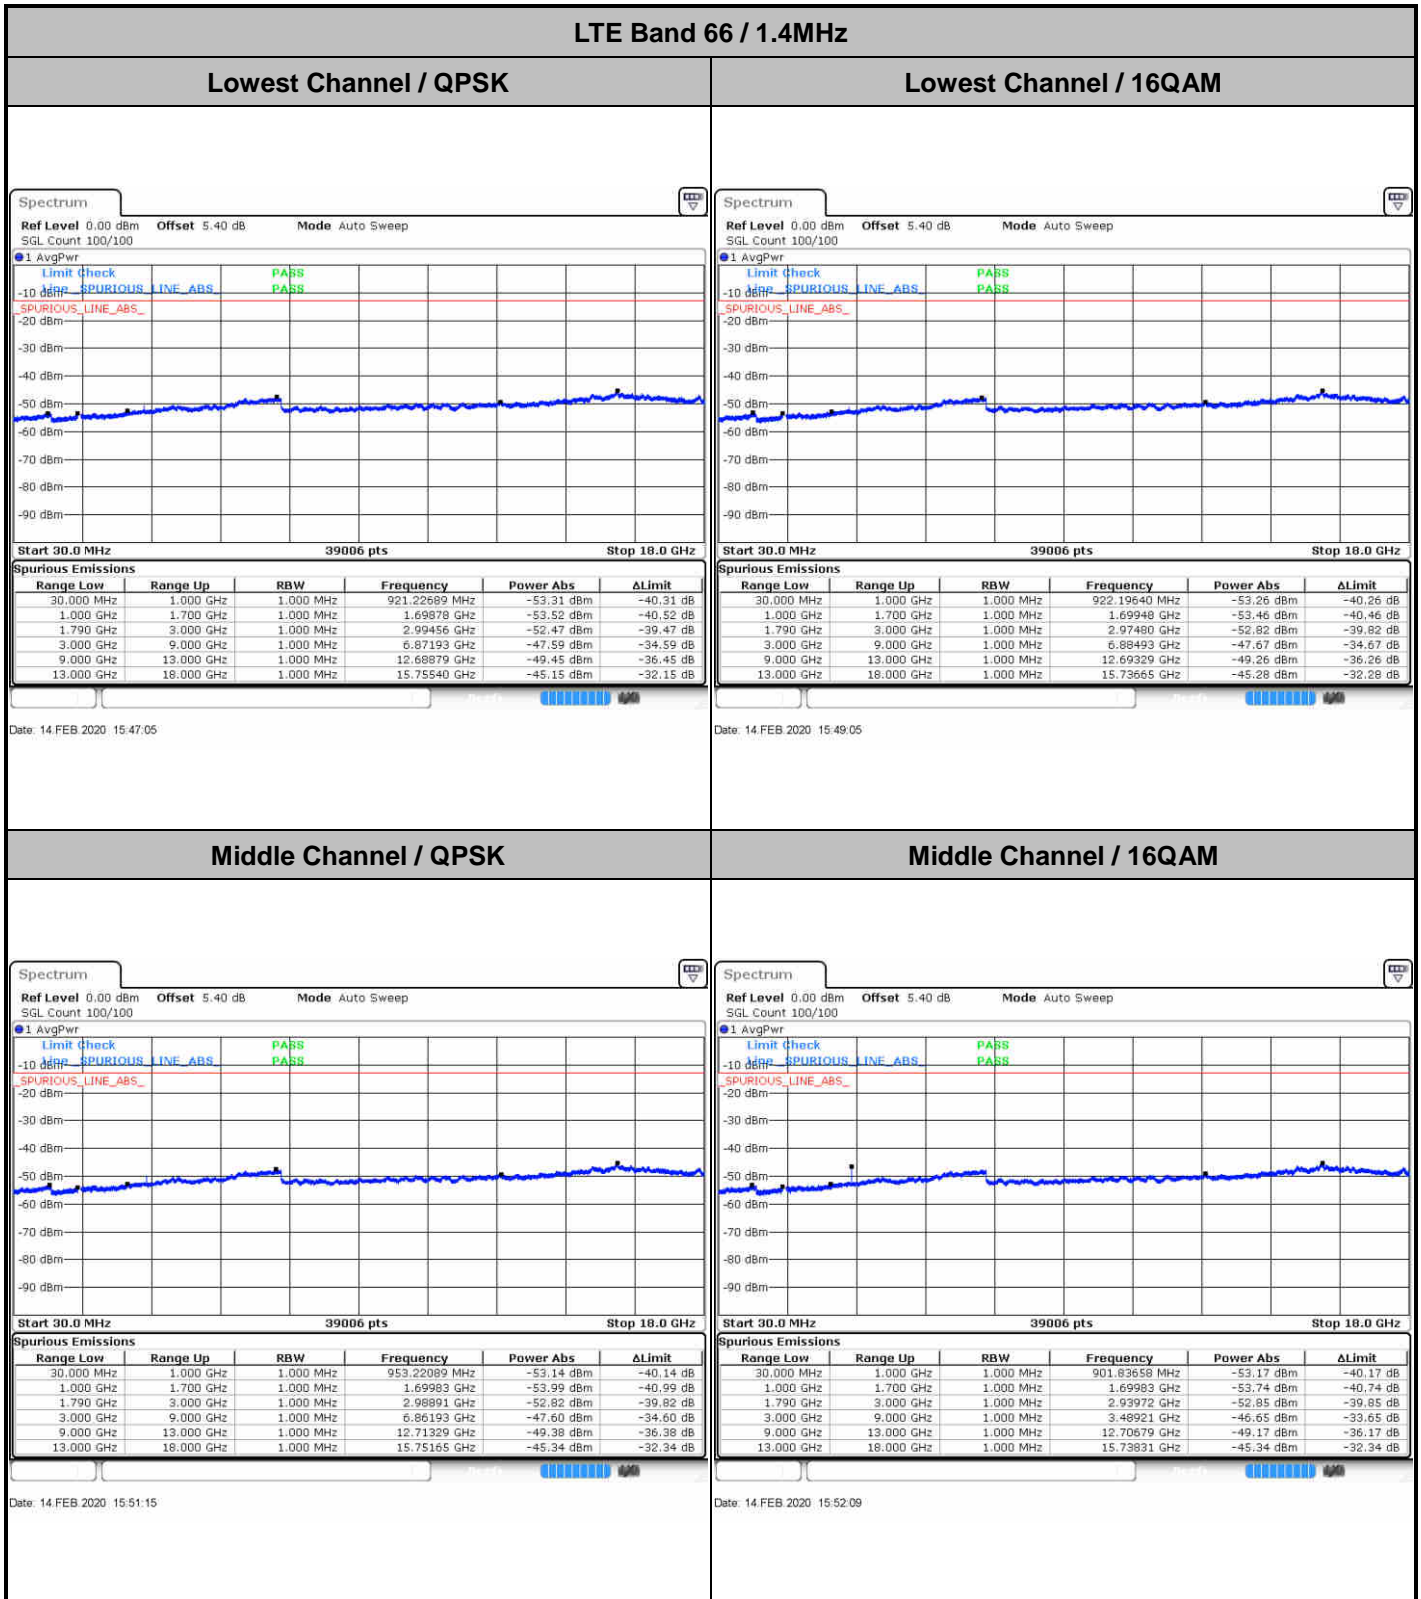 LTE Band 66 / 1.4MHz
Lowest Channel / QPSK
Lowest Channel / 16QAM
Spectrum
Ref Level 0.00 dBm Offset 5.40 dB Mode Auto Sweep
SGL Count 100/100
1 AvgPwr
Limit Check PASS
Line _SPURIOUS_LINE_ABS_ PASS
-10 dBm
_SPURIOUS_LINE_ABS_
-20 dBm
-30 dBm
-40 dBm
-50 dBm
-60 dBm
-70 dBm
-80 dBm
-90 dBm
Start 30.0 MHz 39006 pts Stop 18.0 GHz
Spurious Emissions
Range Low Range Up RBW Frequency Power Abs ΔLimit
30.000 MHz 1.000 GHz 1.000 MHz 921.22689 MHz -53.31 dBm -40.31 dB
1.000 GHz 1.700 GHz 1.000 MHz 1.69878 GHz -53.52 dBm -40.52 dB
1.790 GHz 3.000 GHz 1.000 MHz 2.99456 GHz -52.47 dBm -39.47 dB
3.000 GHz 9.000 GHz 1.000 MHz 6.87193 GHz -47.59 dBm -34.59 dB
9.000 GHz 13.000 GHz 1.000 MHz 12.68879 GHz -49.45 dBm -36.45 dB
13.000 GHz 18.000 GHz 1.000 MHz 15.75540 GHz -45.15 dBm -32.15 dB
Date: 14.FEB.2020 15:47:05
Spectrum
Ref Level 0.00 dBm Offset 5.40 dB Mode Auto Sweep
SGL Count 100/100
1 AvgPwr
Limit Check PASS
Line _SPURIOUS_LINE_ABS_ PASS
-10 dBm
_SPURIOUS_LINE_ABS_
-20 dBm
-30 dBm
-40 dBm
-50 dBm
-60 dBm
-70 dBm
-80 dBm
-90 dBm
Start 30.0 MHz 39006 pts Stop 18.0 GHz
Spurious Emissions
Range Low Range Up RBW Frequency Power Abs ΔLimit
30.000 MHz 1.000 GHz 1.000 MHz 922.19640 MHz -53.26 dBm -40.26 dB
1.000 GHz 1.700 GHz 1.000 MHz 1.69948 GHz -53.46 dBm -40.46 dB
1.790 GHz 3.000 GHz 1.000 MHz 2.97480 GHz -52.82 dBm -39.82 dB
3.000 GHz 9.000 GHz 1.000 MHz 6.88493 GHz -47.67 dBm -34.67 dB
9.000 GHz 13.000 GHz 1.000 MHz 12.69329 GHz -49.26 dBm -36.26 dB
13.000 GHz 18.000 GHz 1.000 MHz 15.73665 GHz -45.28 dBm -32.28 dB
Date: 14.FEB.2020 15:49:05
Middle Channel / QPSK
Middle Channel / 16QAM
Spectrum
Ref Level 0.00 dBm Offset 5.40 dB Mode Auto Sweep
SGL Count 100/100
1 AvgPwr
Limit Check PASS
Line _SPURIOUS_LINE_ABS_ PASS
-10 dBm
_SPURIOUS_LINE_ABS_
-20 dBm
-30 dBm
-40 dBm
-50 dBm
-60 dBm
-70 dBm
-80 dBm
-90 dBm
Start 30.0 MHz 39006 pts Stop 18.0 GHz
Spurious Emissions
Range Low Range Up RBW Frequency Power Abs ΔLimit
30.000 MHz 1.000 GHz 1.000 MHz 953.22089 MHz -53.14 dBm -40.14 dB
1.000 GHz 1.700 GHz 1.000 MHz 1.69983 GHz -53.99 dBm -40.99 dB
1.790 GHz 3.000 GHz 1.000 MHz 2.98891 GHz -52.82 dBm -39.82 dB
3.000 GHz 9.000 GHz 1.000 MHz 6.86193 GHz -47.60 dBm -34.60 dB
9.000 GHz 13.000 GHz 1.000 MHz 12.71329 GHz -49.38 dBm -36.38 dB
13.000 GHz 18.000 GHz 1.000 MHz 15.75165 GHz -45.34 dBm -32.34 dB
Date: 14.FEB.2020 15:51:15
Spectrum
Ref Level 0.00 dBm Offset 5.40 dB Mode Auto Sweep
SGL Count 100/100
1 AvgPwr
Limit Check PASS
Line _SPURIOUS_LINE_ABS_ PASS
-10 dBm
_SPURIOUS_LINE_ABS_
-20 dBm
-30 dBm
-40 dBm
-50 dBm
-60 dBm
-70 dBm
-80 dBm
-90 dBm
Start 30.0 MHz 39006 pts Stop 18.0 GHz
Spurious Emissions
Range Low Range Up RBW Frequency Power Abs ΔLimit
30.000 MHz 1.000 GHz 1.000 MHz 901.83658 MHz -53.17 dBm -40.17 dB
1.000 GHz 1.700 GHz 1.000 MHz 1.69983 GHz -53.74 dBm -40.74 dB
1.790 GHz 3.000 GHz 1.000 MHz 2.93972 GHz -52.85 dBm -39.85 dB
3.000 GHz 9.000 GHz 1.000 MHz 3.48921 GHz -46.65 dBm -33.65 dB
9.000 GHz 13.000 GHz 1.000 MHz 12.70679 GHz -49.17 dBm -36.17 dB
13.000 GHz 18.000 GHz 1.000 MHz 15.73831 GHz -45.34 dBm -32.34 dB
Date: 14.FEB.2020 15:52:09